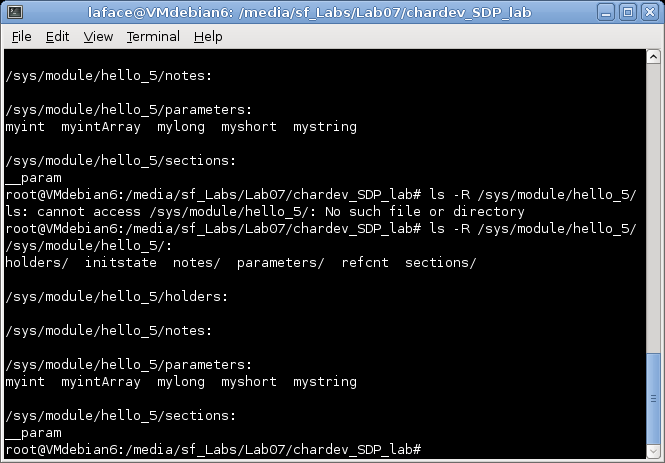 laface@VMdebian6: /media/sf_Labs/Lab07/chardev_SDP_lab
File Edit View Terminal Help
/sys/module/hello_5/notes:
/sys/module/hello_5/parameters:
myint  myintArray  mylong  myshort  mystring
/sys/module/hello_5/sections:
__param
root@VMdebian6:/media/sf_Labs/Lab07/chardev_SDP_lab# ls -R /sys/module/hello_5/
ls: cannot access /sys/module/hello_5/: No such file or directory
root@VMdebian6:/media/sf_Labs/Lab07/chardev_SDP_lab# ls -R /sys/module/hello_5/
/sys/module/hello_5/:
holders/  initstate  notes/  parameters/  refcnt  sections/
/sys/module/hello_5/holders:
/sys/module/hello_5/notes:
/sys/module/hello_5/parameters:
myint  myintArray  mylong  myshort  mystring
/sys/module/hello_5/sections:
__param
root@VMdebian6:/media/sf_Labs/Lab07/chardev_SDP_lab#